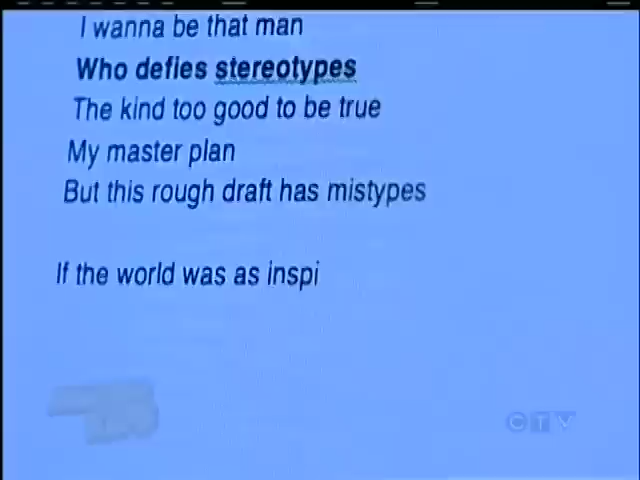 I wanna be that man
Who defies stereotypes
The kind too good to be true
My master plan
But this rough draft has mistypes
If the world was as inspi
CTV